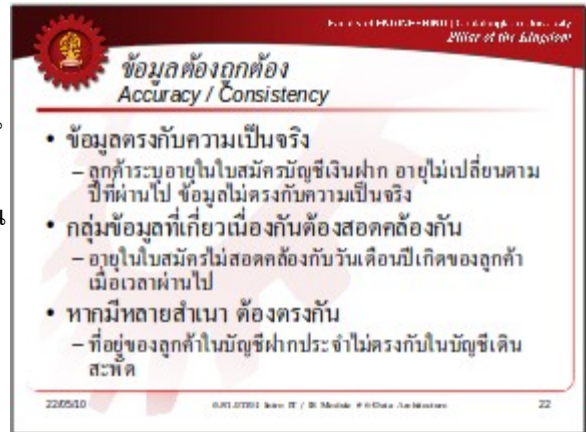 Pillar of the Kingdom
ข้อมูลต้องถูกต้อง
Accuracy / Consistency
• ข้อมูลตรงกับความเป็นจริง
– ลูกค้าระบุอายุในใบสมัครบัญชีเงินฝาก อายุไม่เปลี่ยนตาม
ปีที่ผ่านไป ข้อมูลไม่ตรงกับความเป็นจริง
• กลุ่มข้อมูลที่เกี่ยวเนื่องกันต้องสอดคล้องกัน
– อายุในใบสมัครไม่สอดคล้องกับวันเดือนปีเกิดของลูกค้า
เมื่อเวลาผ่านไป
• หากมีหลายสำเนา ต้องตรงกัน
– ที่อยู่ของลูกค้าในบัญชีฝากประจำไม่ตรงกับในบัญชีเดิน
สะพัด
22/05/10
Intro IT / IS Module # 6-Data Architecture
22